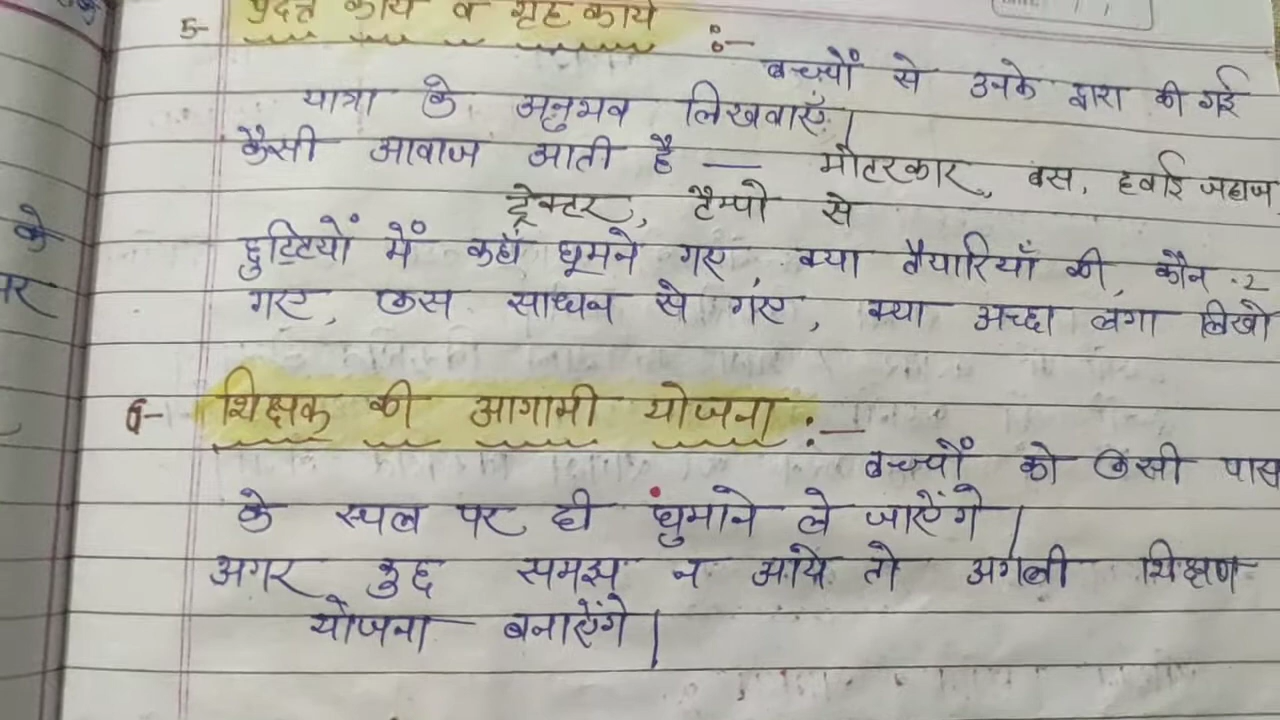 5- प्रदत्त कार्य व गृह कार्य :-
बच्चों से उनके द्वारा की गई
यात्रा के अनुभव लिखवाएँ।
कैसी आवाज आती है — मोटरकार, बस, हवाई जहाज
ट्रेक्टर, टैम्पो से
छुट्टियों में कहाँ घूमने गए, क्या तैयारियाँ की, कौन-2
गए, किस साधन से गए, क्या अच्छा लगा लिखो
6- शिक्षक की आगामी योजना :-
बच्चों को किसी पास
के स्थल पर ही घुंमाने ले जाऐंगे।
अगर कुछ समझ न आये तो अगली शिक्षण
योजना बनाऐंगे।
के